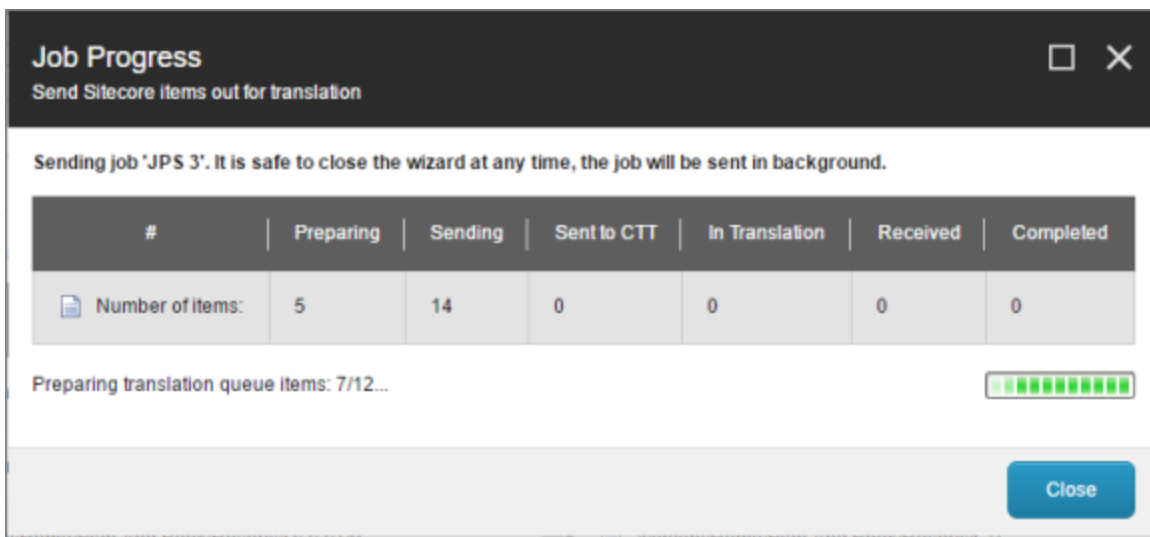 Job Progress
Send Sitecore items out for translation
Sending job 'JPS 3'. It is safe to close the wizard at any time, the job will be sent in background.
# Preparing Sending Sent to CTT In Translation Received Completed
Number of items: 5 14 0 0 0 0
Preparing translation queue items: 7/12...
Close